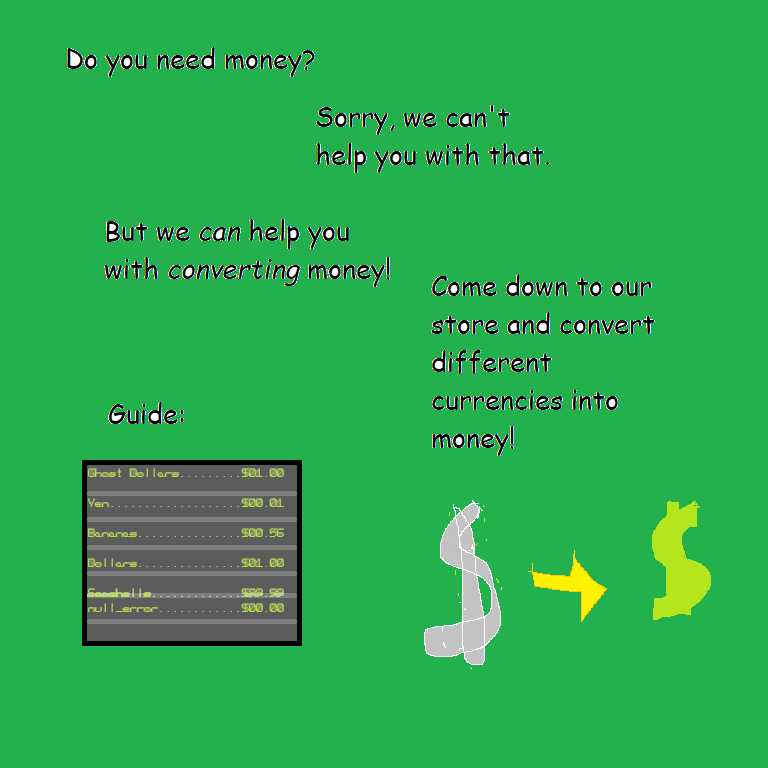 Do you need money?
Sorry, we can't
help you with that.
But we can help you
with converting money!
Come down to our
store and convert
different
currencies into
money!
Guide:
Ghost Dollars.........$01.00
Yen...................$00.01
Bananas...............$00.56
Dollars...............$01.00
Seashells
null_error............$00.00
$
$